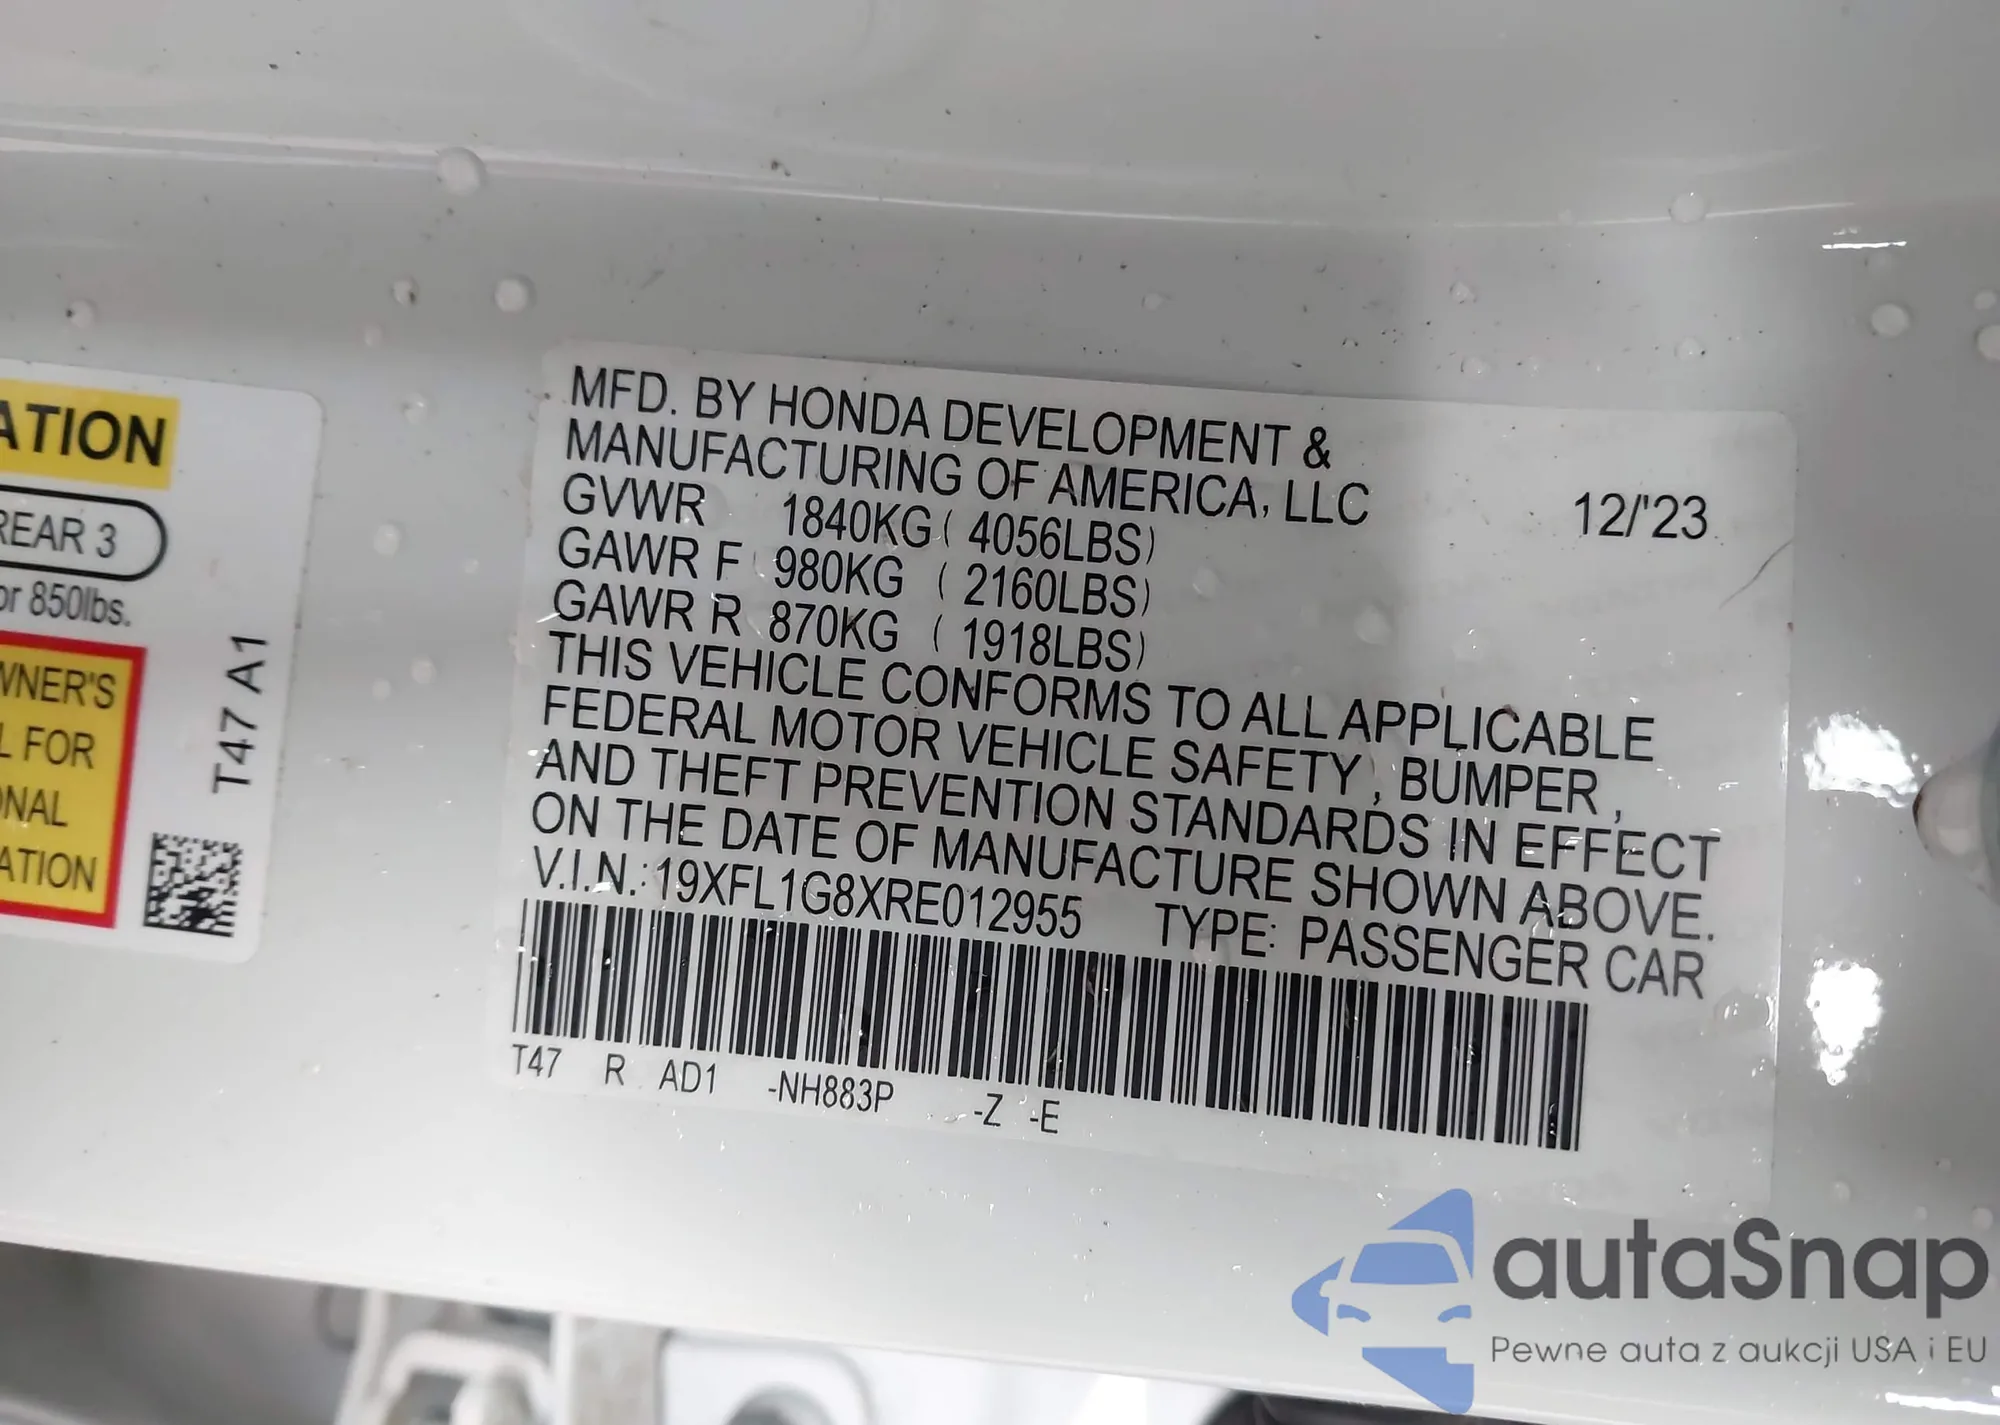 ATION
REAR 3
or 850lbs.
WNER'S
L FOR
ONAL
ATION
T47 A1
MFD. BY HONDA DEVELOPMENT &
MANUFACTURING OF AMERICA, LLC 12/'23
GVWR 1840KG ( 4056LBS)
GAWR F 980KG ( 2160LBS)
GAWR R 870KG ( 1918LBS)
THIS VEHICLE CONFORMS TO ALL APPLICABLE
FEDERAL MOTOR VEHICLE SAFETY , BUMPER ,
AND THEFT PREVENTION STANDARDS IN EFFECT
ON THE DATE OF MANUFACTURE SHOWN ABOVE.
V.I.N.: 19XFL1G8XRE012955 TYPE: PASSENGER CAR
T47 R AD1 -NH883P -Z -E
autaSnap
Pewne auta z aukcji USA i EU